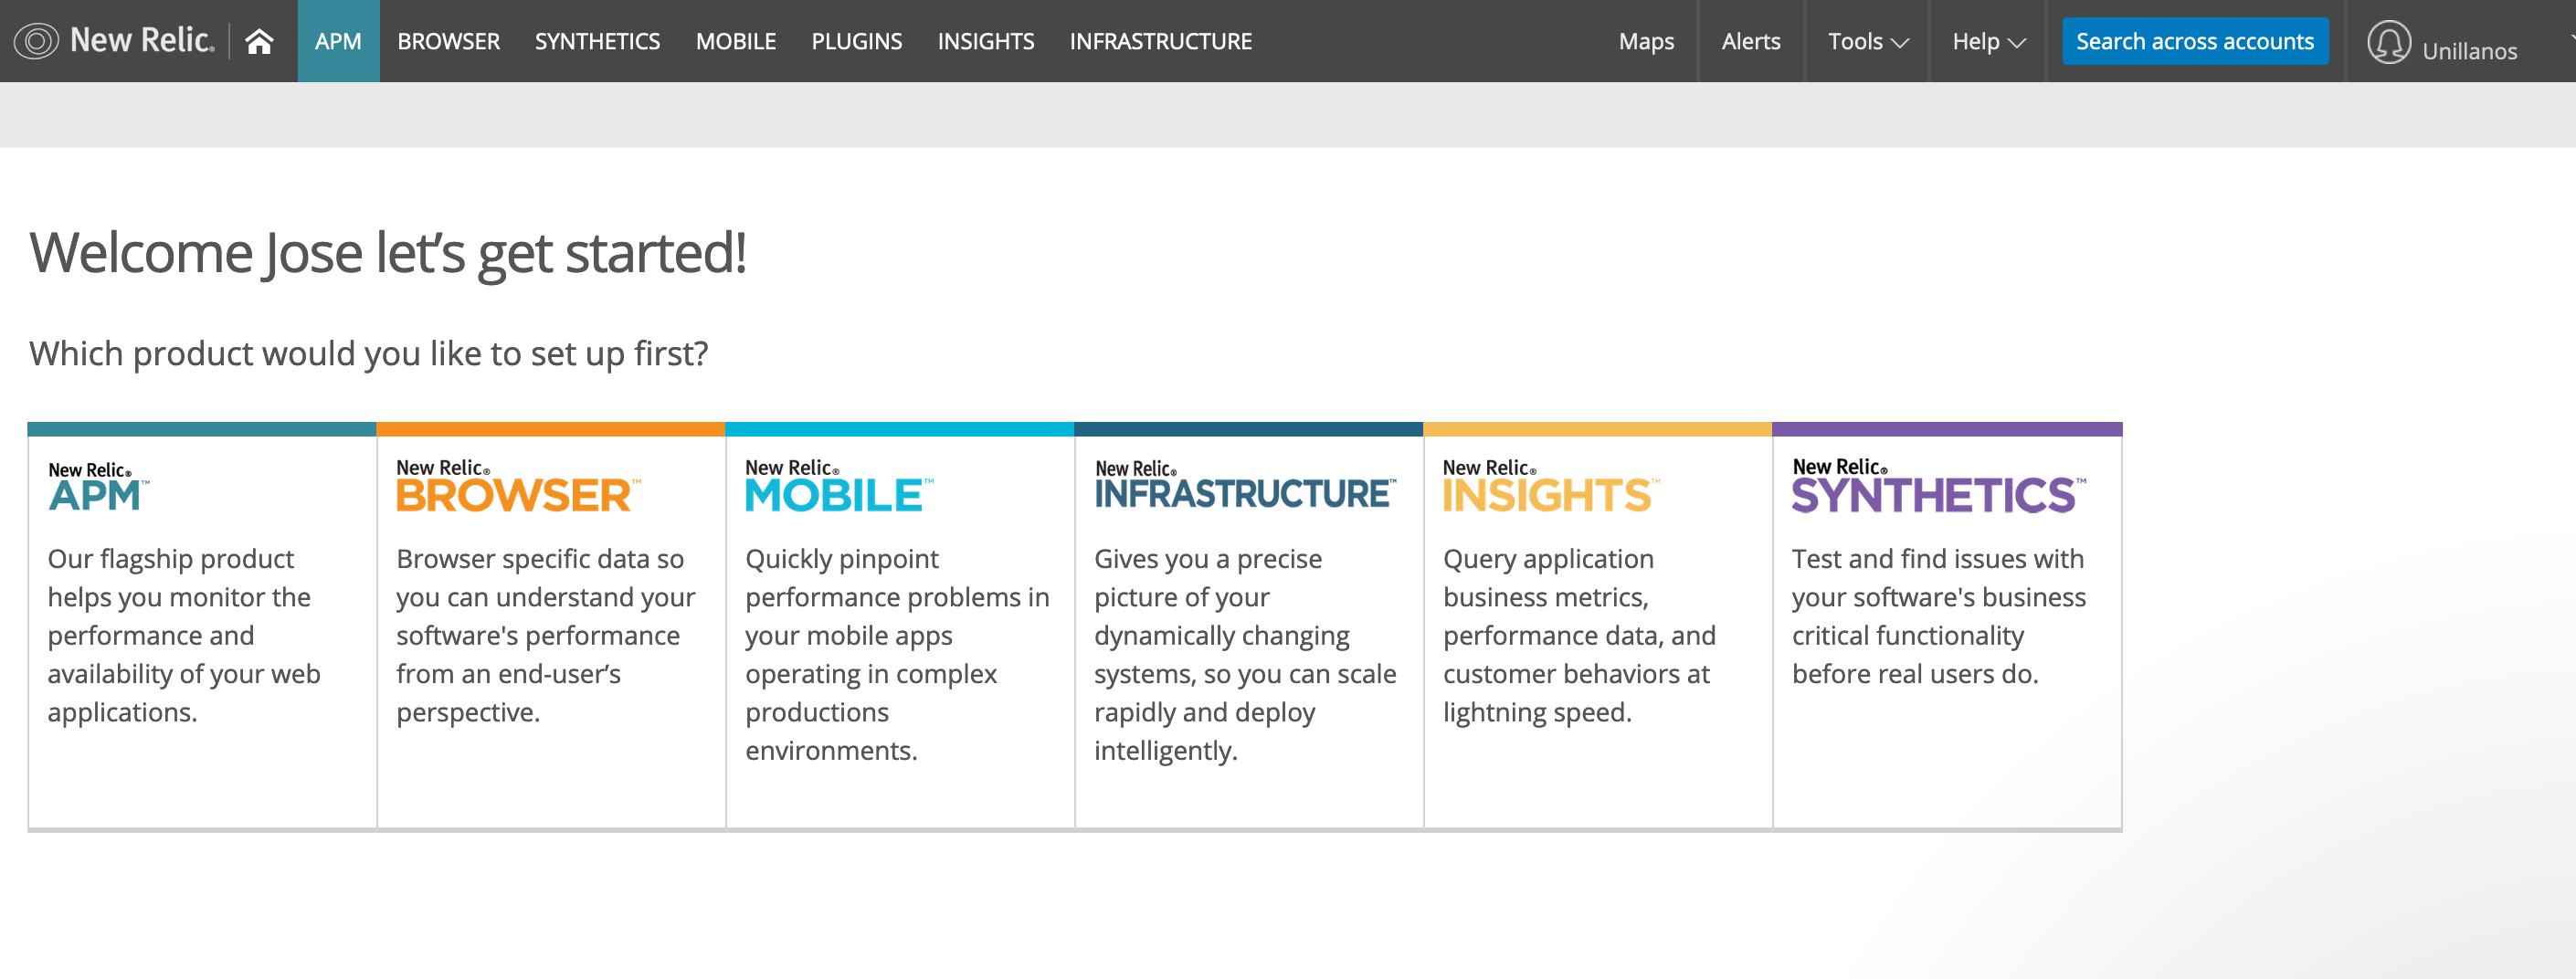 New Relic® APM BROWSER SYNTHETICS MOBILE PLUGINS INSIGHTS INFRASTRUCTURE Maps Alerts Tools Help Search across accounts Unillanos
Welcome Jose let’s get started!
Which product would you like to set up first?
New Relic®
APM™
Our flagship product
helps you monitor the
performance and
availability of your web
applications.
New Relic®
BROWSER™
Browser specific data so
you can understand your
software's performance
from an end-user’s
perspective.
New Relic®
MOBILE™
Quickly pinpoint
performance problems in
your mobile apps
operating in complex
productions
environments.
New Relic®
INFRASTRUCTURE™
Gives you a precise
picture of your
dynamically changing
systems, so you can scale
rapidly and deploy
intelligently.
New Relic®
INSIGHTS™
Query application
business metrics,
performance data, and
customer behaviors at
lightning speed.
New Relic®
SYNTHETICS™
Test and find issues with
your software's business
critical functionality
before real users do.